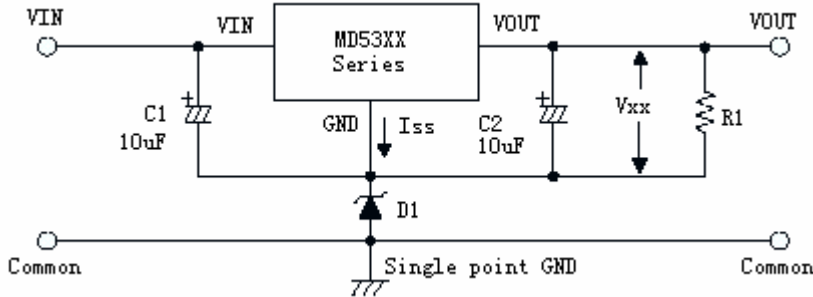 VIN
VIN
MD53XX
Series
VOUT
VOUT
C1
10uF
GND
Iss
C2
10uF
Vxx
R1
D1
Common
Single point GND
Common